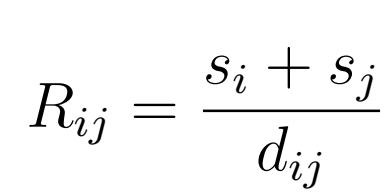 R_{ij} = \frac{s_i + s_j}{d_{ij}}